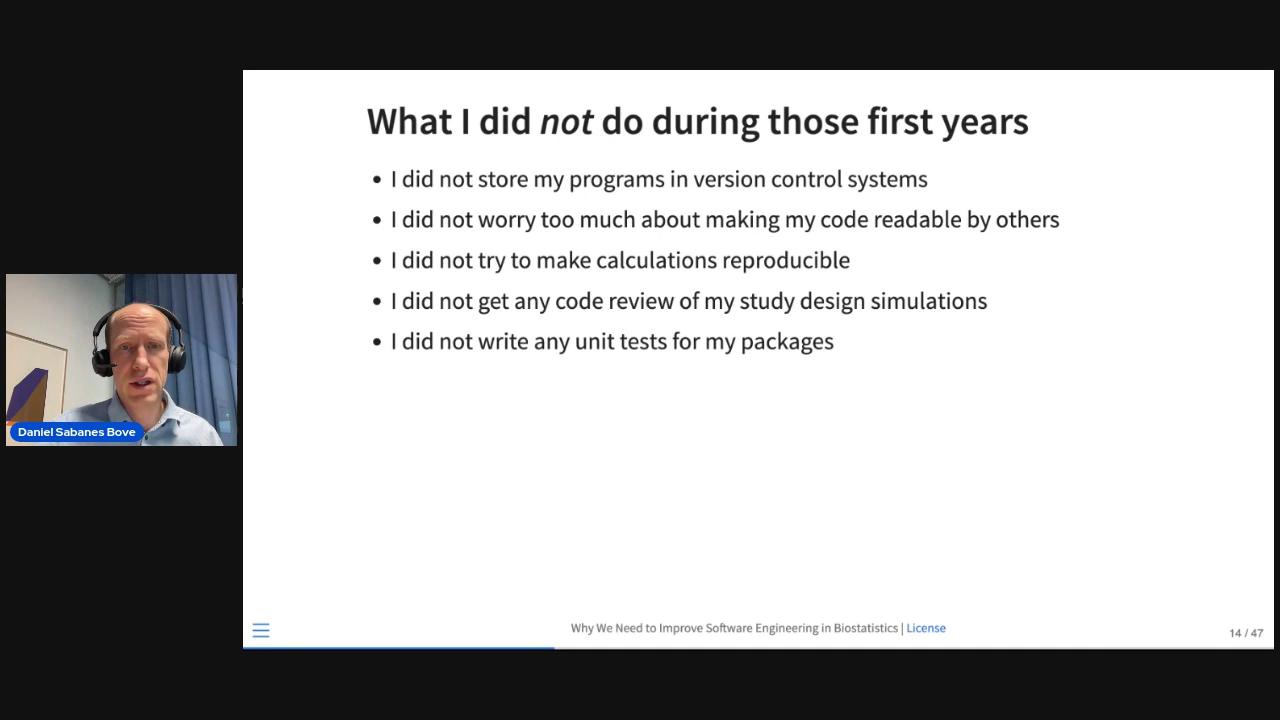 What I did not do during those first years
I did not store my programs in version control systems
I did not worry too much about making my code readable by others
I did not try to make calculations reproducible
I did not get any code review of my study design simulations
I did not write any unit tests for my packages
Daniel Sabanes Bove
Why We Need to Improve Software Engineering in Biostatistics | License
14 / 47